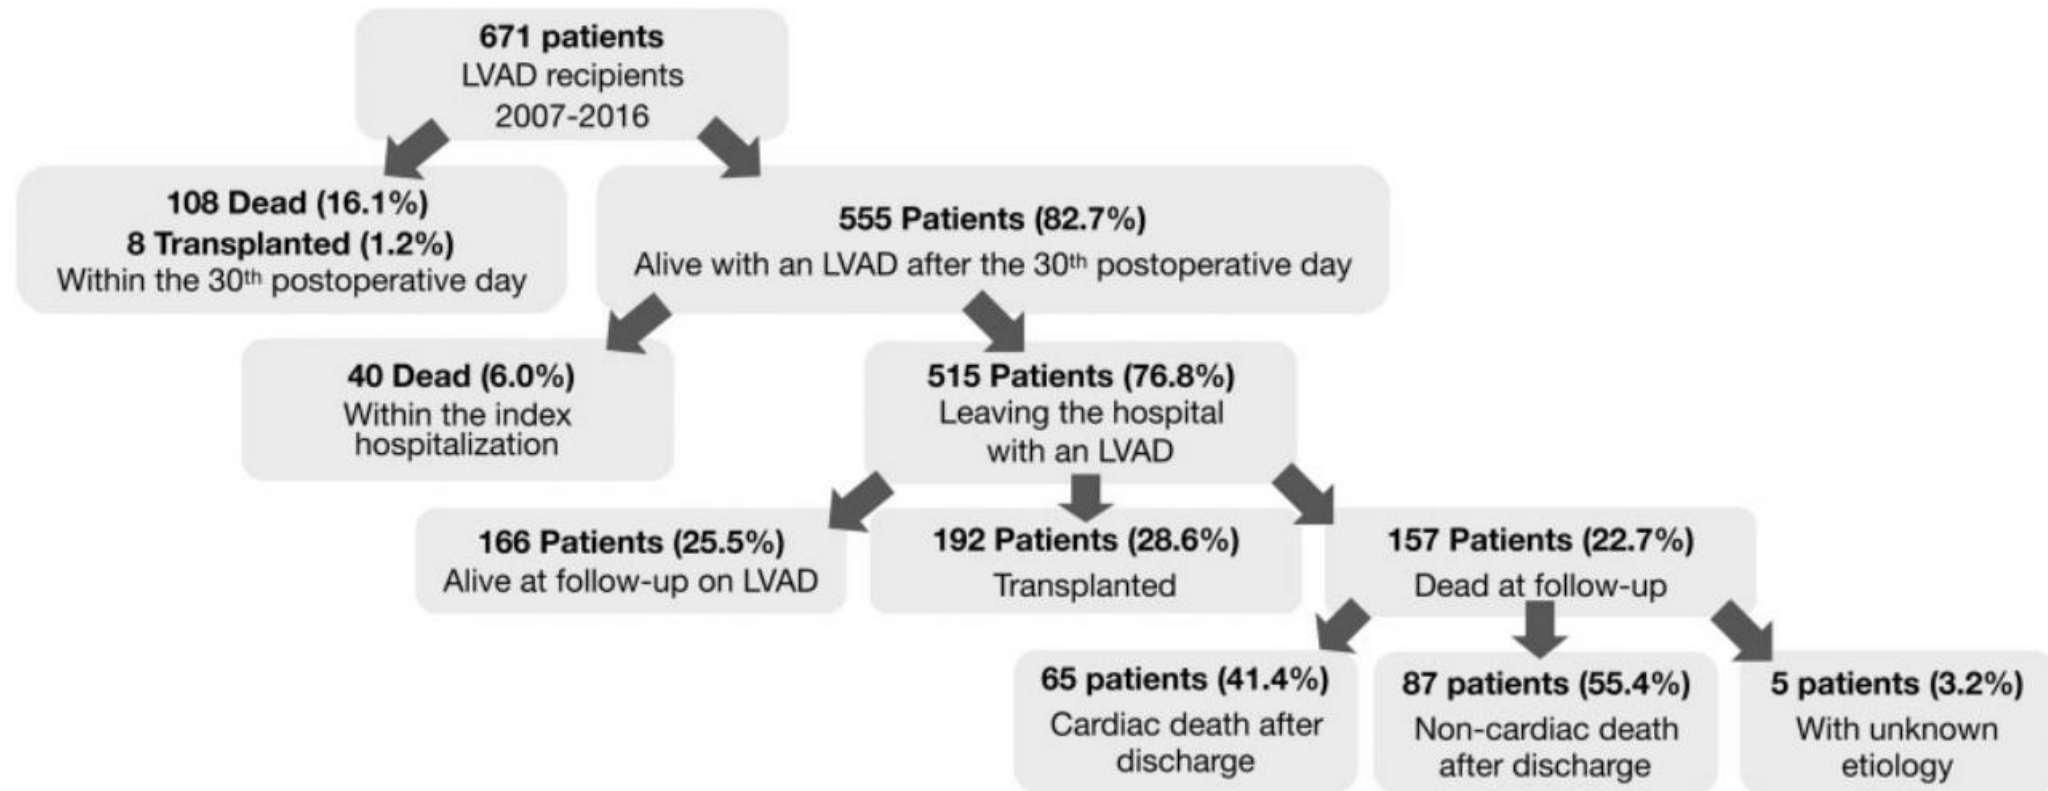 671 patients
LVAD recipients
2007-2016
108 Dead (16.1%)
8 Transplanted (1.2%)
Within the 30th postoperative day
555 Patients (82.7%)
Alive with an LVAD after the 30th postoperative day
40 Dead (6.0%)
Within the index
hospitalization
515 Patients (76.8%)
Leaving the hospital
with an LVAD
166 Patients (25.5%)
Alive at follow-up on LVAD
192 Patients (28.6%)
Transplanted
157 Patients (22.7%)
Dead at follow-up
65 patients (41.4%)
Cardiac death after
discharge
87 patients (55.4%)
Non-cardiac death
after discharge
5 patients (3.2%)
With unknown
etiology